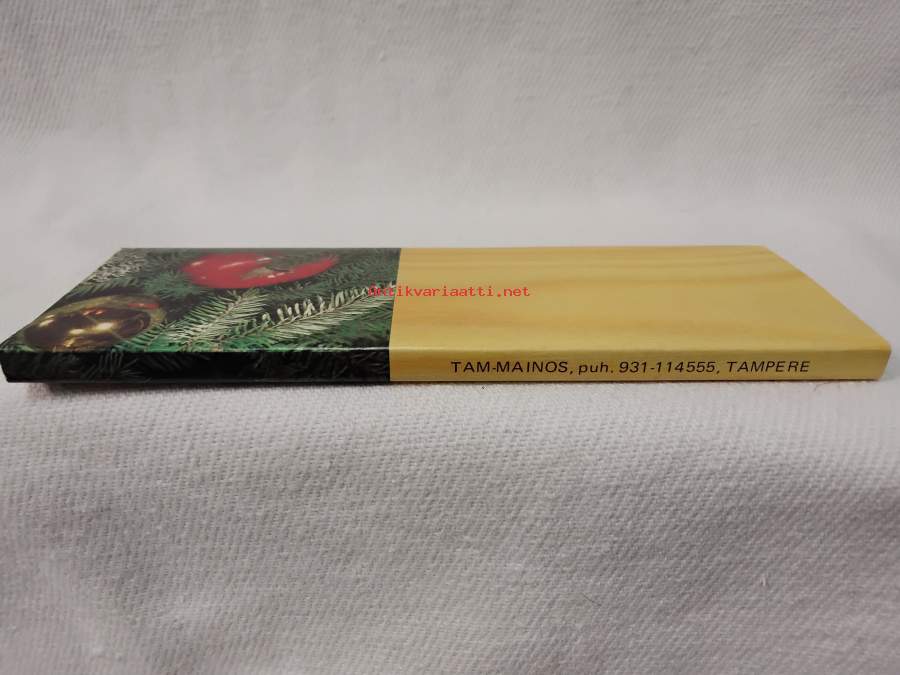 Antikvariaatti.net
TAM-MAINOS, puh. 931-114555, TAMPERE